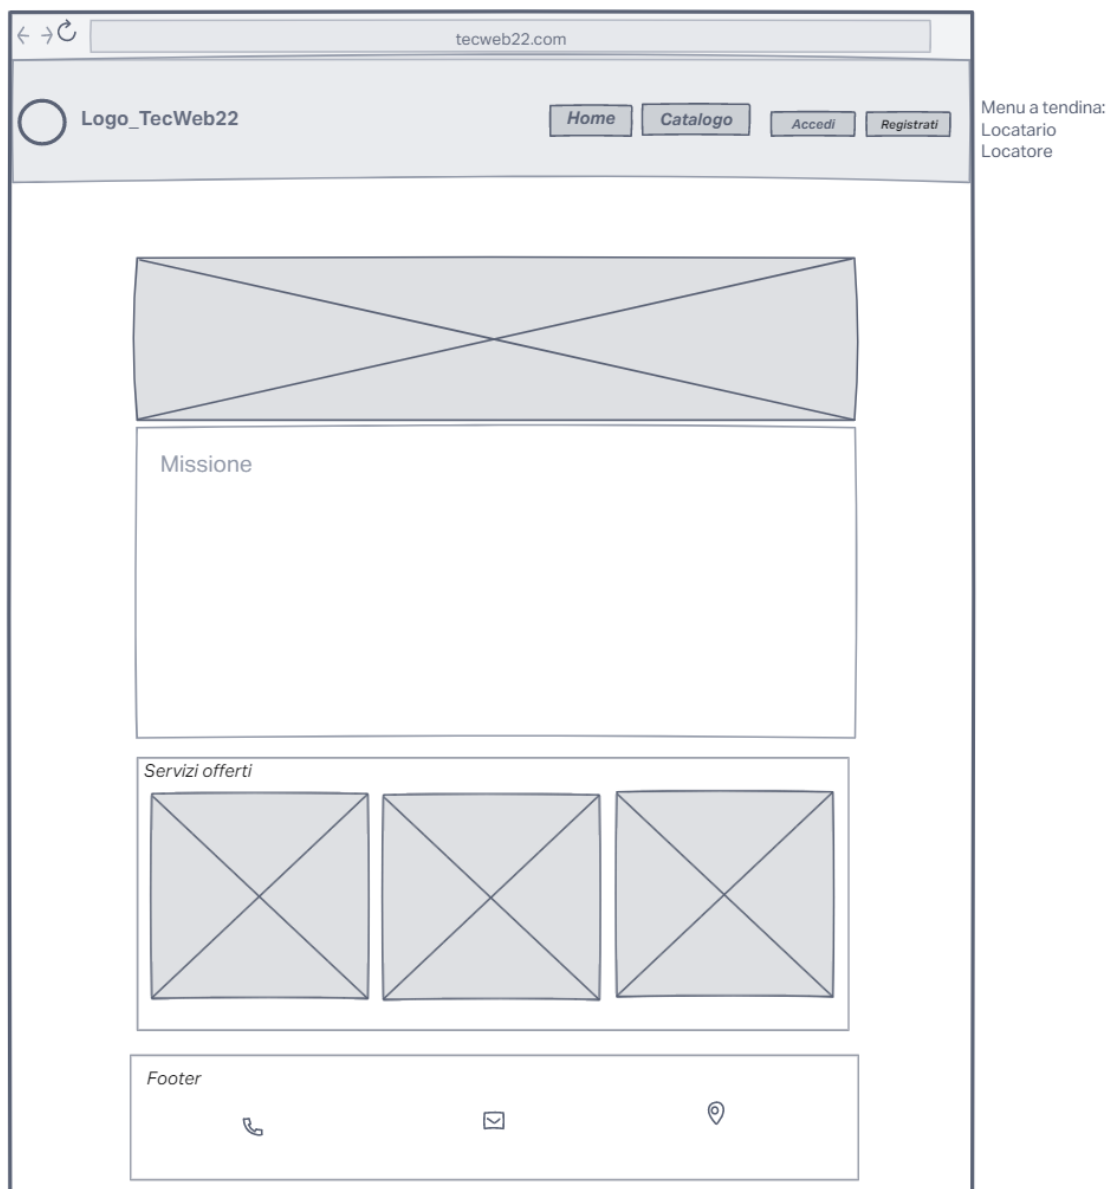 tecweb22.com
Logo_TecWeb22
Home
Catalogo
Accedi
Registrati
Menu a tendina:
Locatario
Locatore
Missione
Servizi offerti
Footer